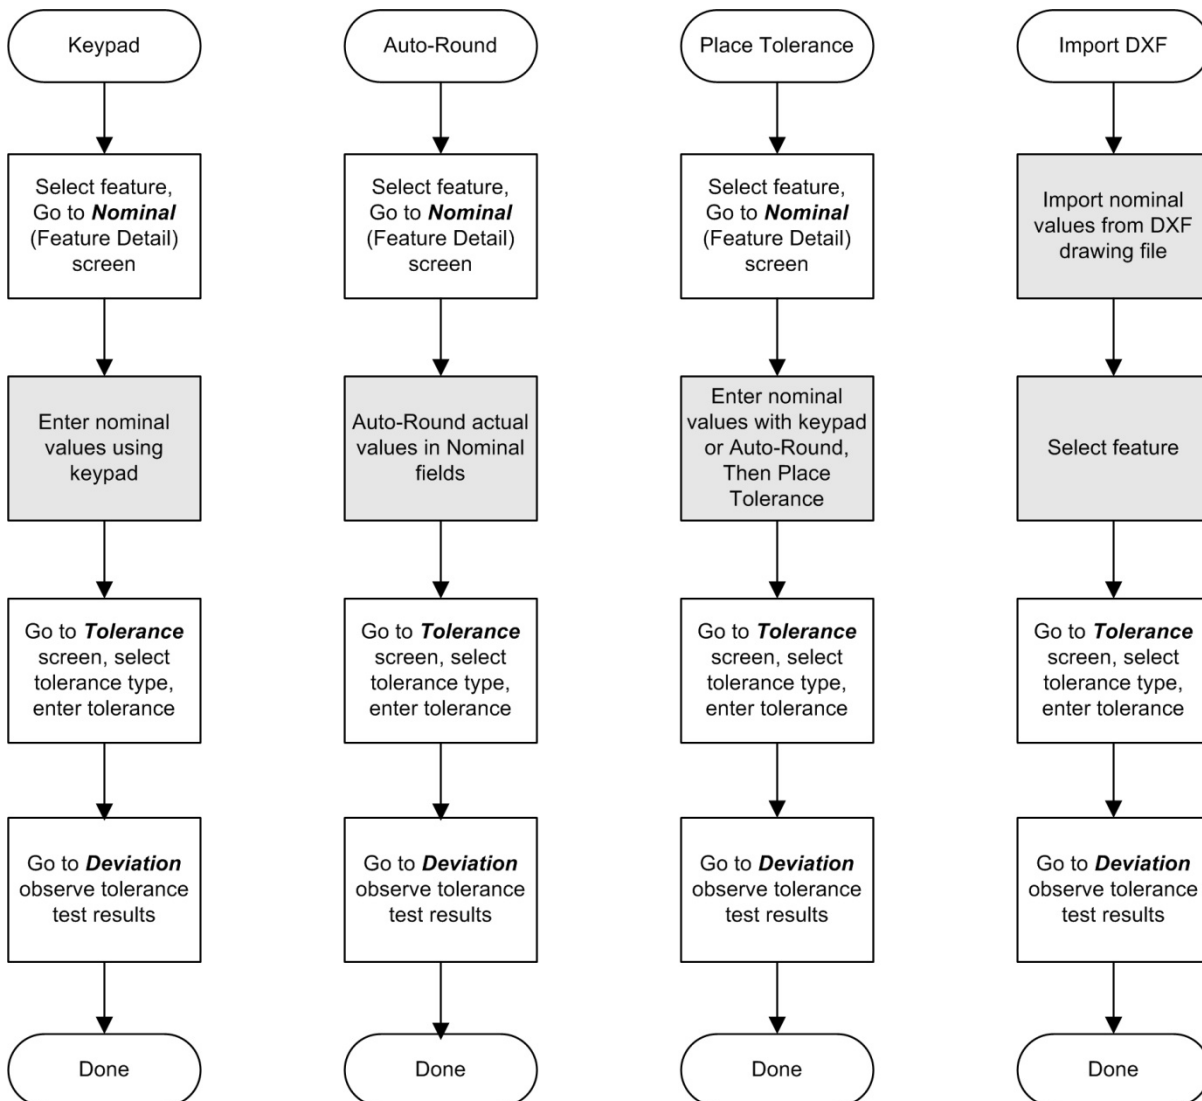 Keypad
Select feature,
Go to Nominal
(Feature Detail)
screen
Enter nominal
values using
keypad
Go to Tolerance
screen, select
tolerance type,
enter tolerance
Go to Deviation
observe tolerance
test results
Done
Auto-Round
Select feature,
Go to Nominal
(Feature Detail)
screen
Auto-Round actual
values in Nominal
fields
Go to Tolerance
screen, select
tolerance type,
enter tolerance
Go to Deviation
observe tolerance
test results
Done
Place Tolerance
Select feature,
Go to Nominal
(Feature Detail)
screen
Enter nominal
values with keypad
or Auto-Round,
Then Place
Tolerance
Go to Tolerance
screen, select
tolerance type,
enter tolerance
Go to Deviation
observe tolerance
test results
Done
Import DXF
Import nominal
values from DXF
drawing file
Select feature
Go to Tolerance
screen, select
tolerance type,
enter tolerance
Go to Deviation
observe tolerance
test results
Done